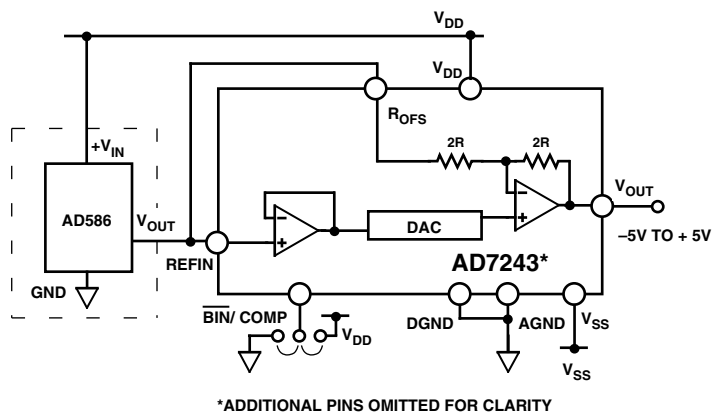 VDD
VDD
ROFS
2R
2R
+VIN
AD586
VOUT
VOUT
DAC
–5V TO + 5V
REFIN
AD7243*
GND
BIN/ COMP
VDD
DGND
AGND
VSS
VSS
*ADDITIONAL PINS OMITTED FOR CLARITY